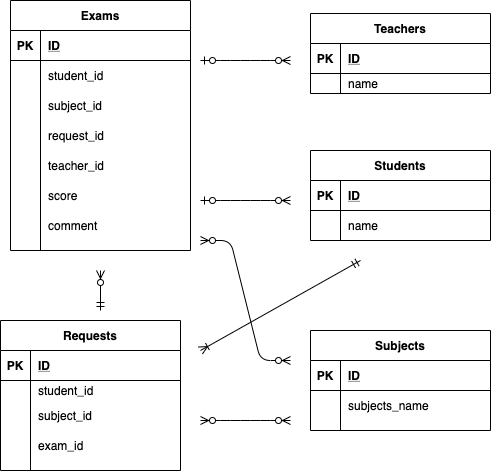 Exams
PK ID
student_id
subject_id
request_id
teacher_id
score
comment
Teachers
PK ID
name
Students
PK ID
name
Requests
PK ID
student_id
subject_id
exam_id
Subjects
PK ID
subjects_name